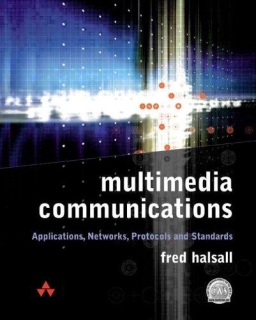 multimedia
communications
Applications, Networks, Protocols and Standards
fred halsall